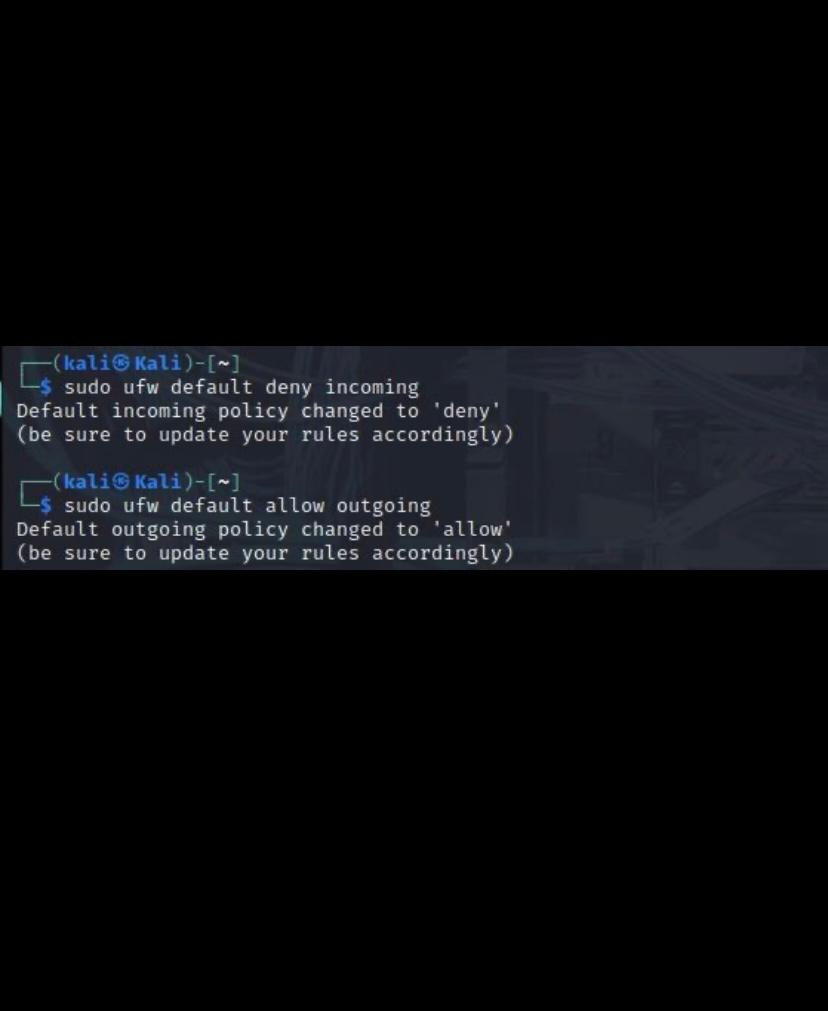 ┌──(kali㉿Kali)-[~]
└─$ sudo ufw default deny incoming
Default incoming policy changed to 'deny'
(be sure to update your rules accordingly)
┌──(kali㉿Kali)-[~]
└─$ sudo ufw default allow outgoing
Default outgoing policy changed to 'allow'
(be sure to update your rules accordingly)